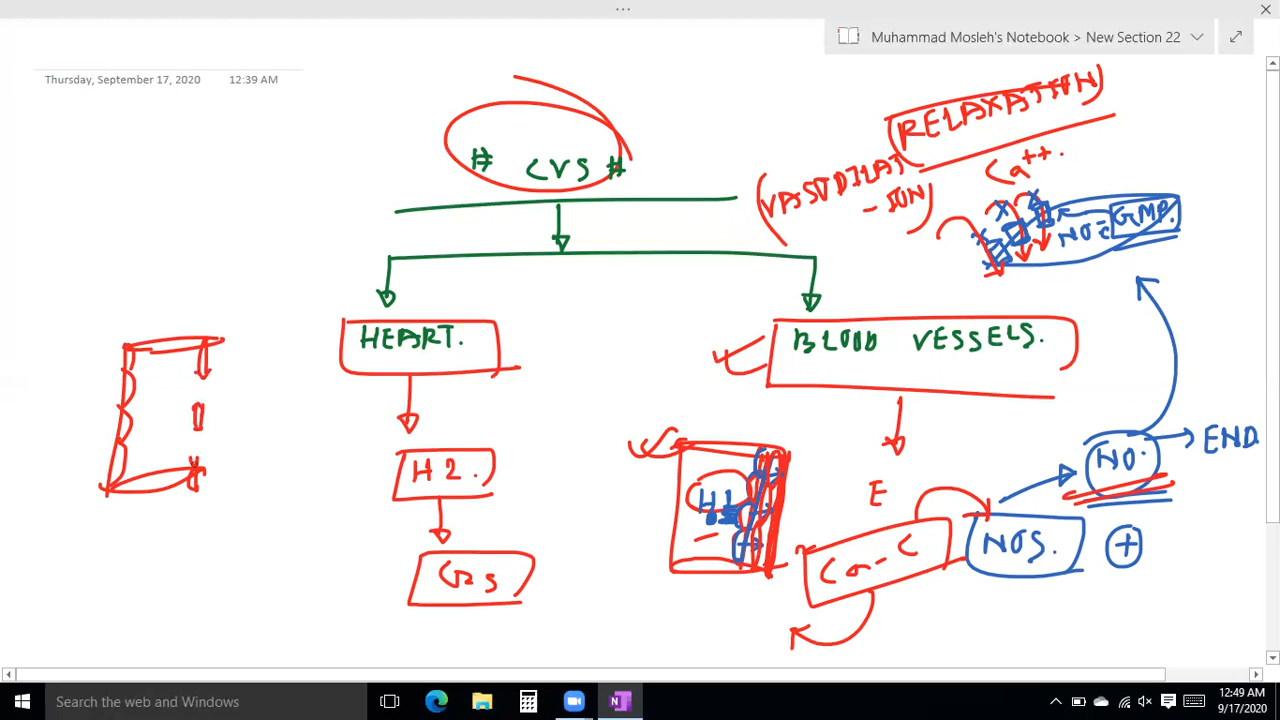 Muhammad Mosleh's Notebook > New Section 22
Thursday, September 17, 2020 12:39 AM
RELAXATION
# CVS #
(VASODILAT
-ION)
Ca++.
NO=
GMP.
HEART.
BLOOD VESSELS.
H2.
H1
E
NO.
END
Ca-C
NOS.
+
Gs
Search the web and Windows
12:49 AM
9/17/2020